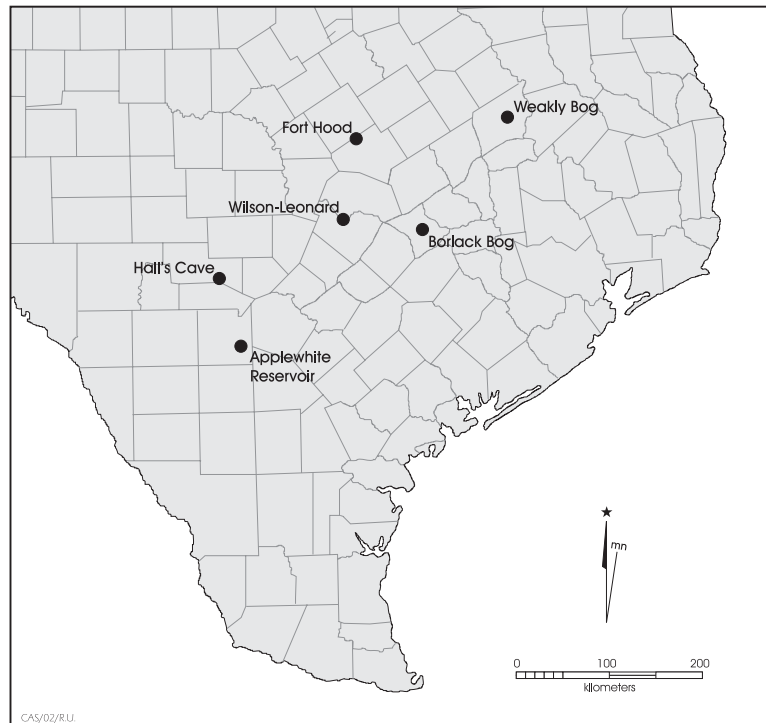 Weakly Bog
Fort Hood
Wilson-Leonard
Borlack Bog
Hall's Cave
Applewhite
Reservoir
mn
0 100 200
kilometers
CAS/02/R.U.